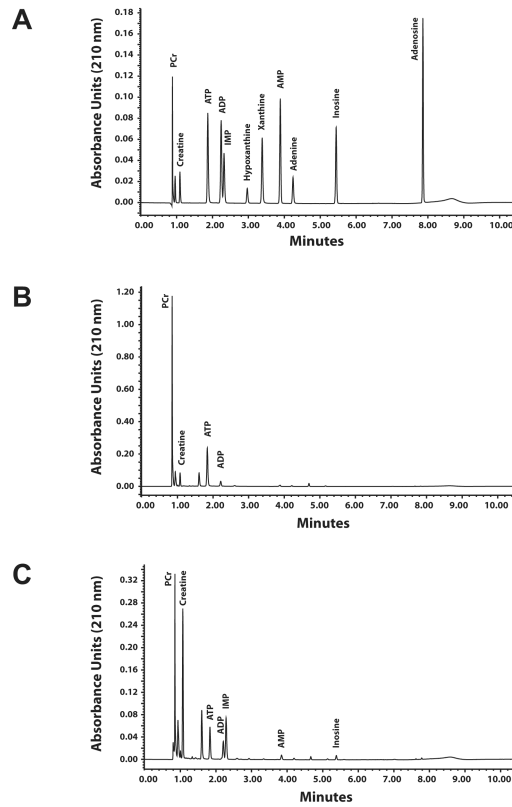 A
Absorbance Units (210 nm)
0.18
0.16
0.14
0.12
0.10
0.08
0.06
0.04
0.02
0.00
PCr
Creatine
ATP
ADP
IMP
Hypoxanthine
Xanthine
AMP
Adenine
Inosine
Adenosine
0.00 1.00 2.00 3.00 4.00 5.00 6.00 7.00 8.00 9.00 10.00
Minutes
B
Absorbance Units (210 nm)
1.20
1.00
0.80
0.60
0.40
0.20
0.00
PCr
Creatine
ATP
ADP
0.00 1.00 2.00 3.00 4.00 5.00 6.00 7.00 8.00 9.00 10.00
Minutes
C
Absorbance Units (210 nm)
0.32
0.28
0.24
0.20
0.16
0.12
0.08
0.04
0.00
PCr
Creatine
ATP
ADP
IMP
AMP
Inosine
0.00 1.00 2.00 3.00 4.00 5.00 6.00 7.00 8.00 9.00 10.00
Minutes